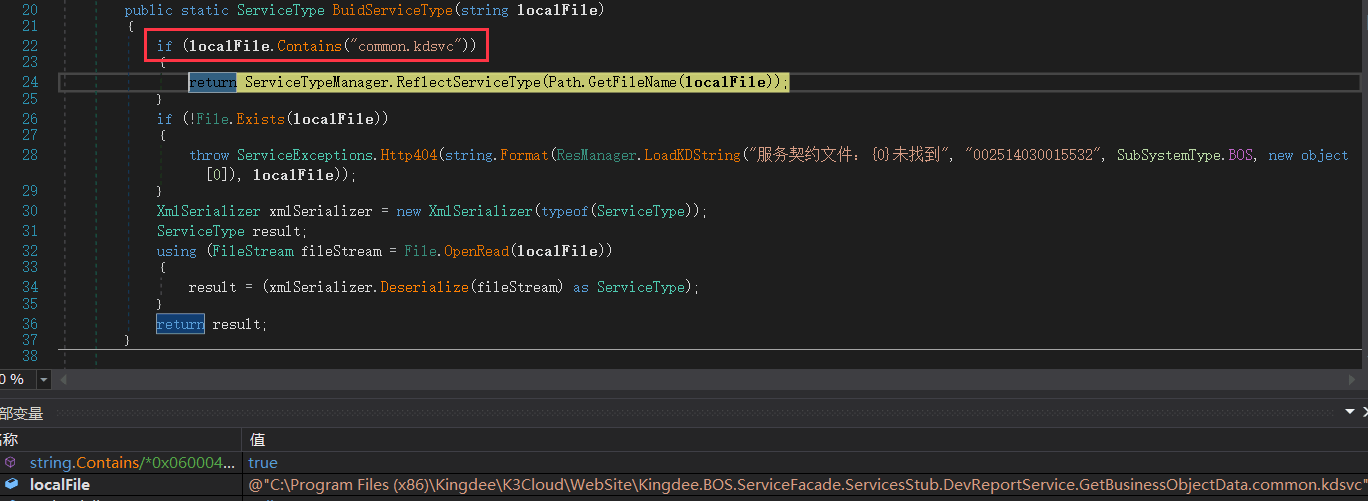 20 public static ServiceType BuidServiceType(string localFile)
21 {
22 if (localFile.Contains("common.kdsvc"))
23 {
24 return ServiceTypeManager.ReflectServiceType(Path.GetFileName(localFile));
25 }
26 if (!File.Exists(localFile))
27 {
28 throw ServiceExceptions.Http404(string.Format(ResManager.LoadKDString("服务契约文件：{0}未找到", "002514030015532", SubSystemType.BOS, new object
[0]), localFile));
29 }
30 XmlSerializer xmlSerializer = new XmlSerializer(typeof(ServiceType));
31 ServiceType result;
32 using (FileStream fileStream = File.OpenRead(localFile))
33 {
34 result = (xmlSerializer.Deserialize(fileStream) as ServiceType);
35 }
36 return result;
37 }
38
0 %
部变量
名称 值
string.Contains/*0x060004... true
localFile @"C:\Program Files (x86)\Kingdee\K3Cloud\WebSite\Kingdee.BOS.ServiceFacade.ServicesStub.DevReportService.GetBusinessObjectData.common.kdsvc"